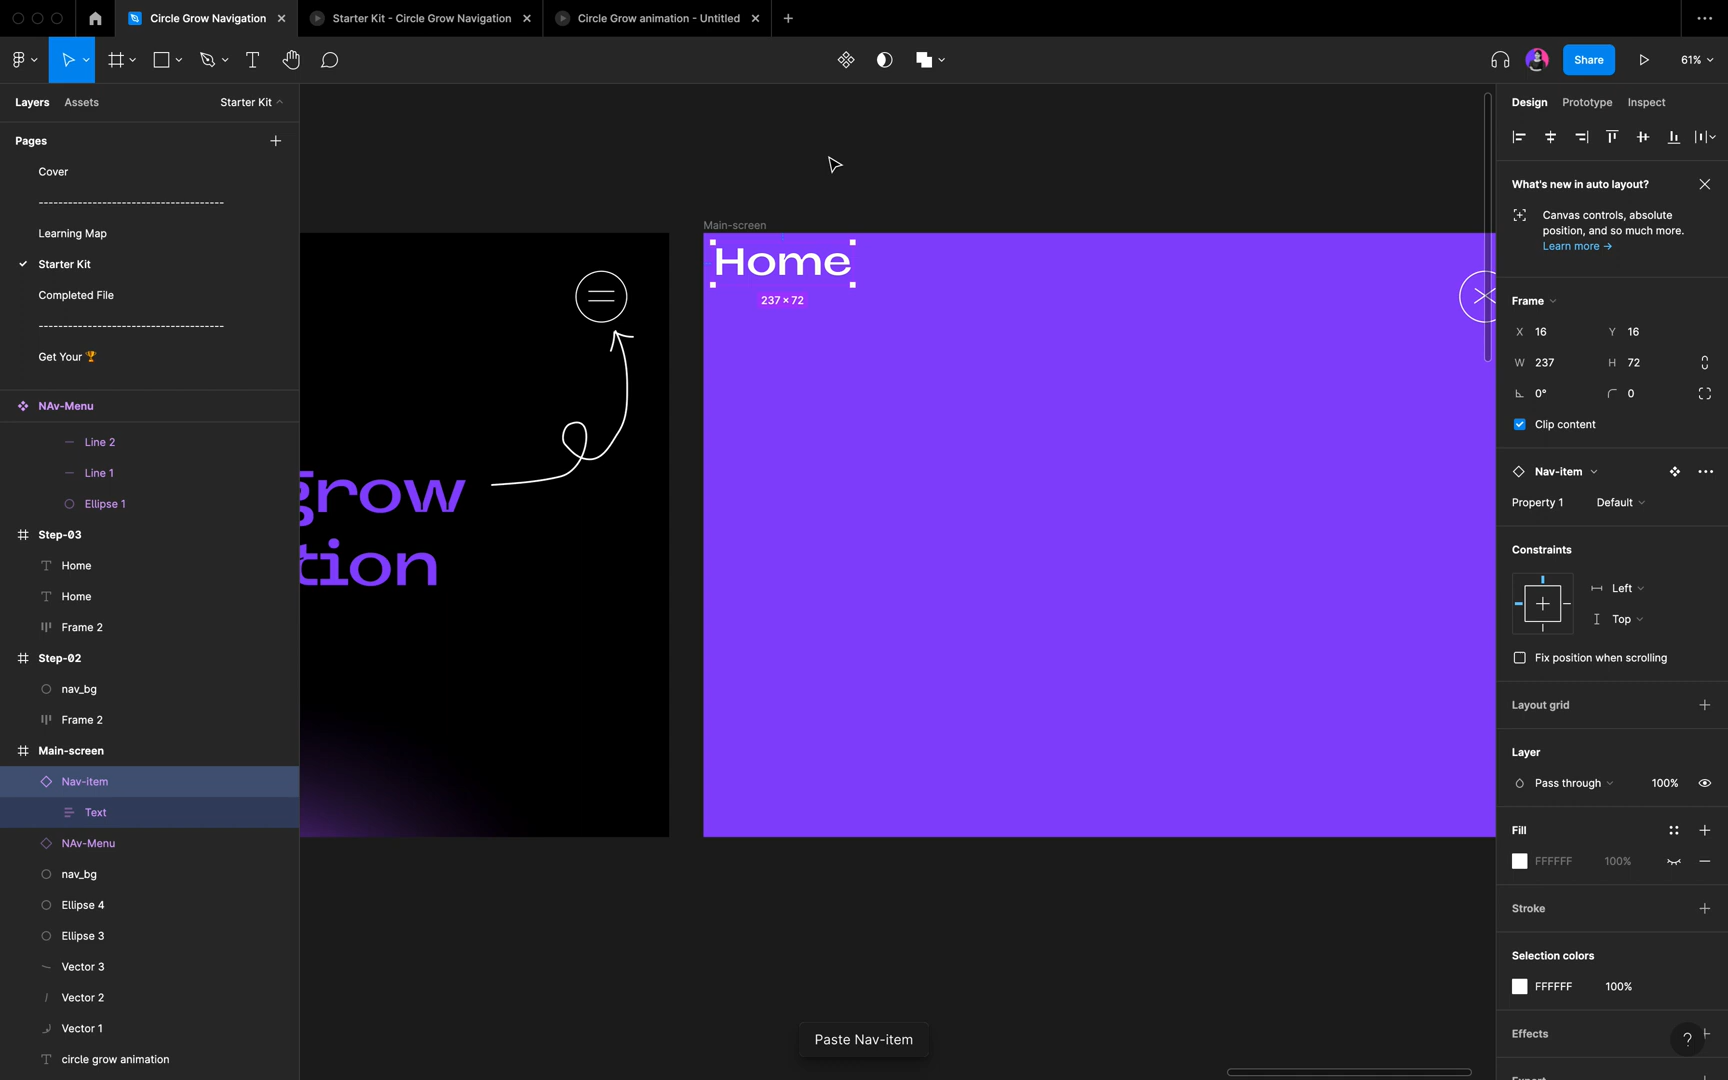 Circle Grow Navigation
Starter Kit - Circle Grow Navigation
Circle Grow animation - Untitled
Share
61%
Layers
Assets
Starter Kit
Pages
Cover
--------------------------------------
Learning Map
Starter Kit
Completed File
--------------------------------------
Get Your 🏆
NAv-Menu
Line 2
Line 1
Ellipse 1
Step-03
Home
Home
Frame 2
Step-02
nav_bg
Frame 2
Main-screen
Nav-item
Text
NAv-Menu
nav_bg
Ellipse 4
Ellipse 3
Vector 3
Vector 2
Vector 1
circle grow animation
grow
tion
Main-screen
Home
237 × 72
Paste Nav-item
Design
Prototype
Inspect
What's new in auto layout?
Canvas controls, absolute
position, and so much more.
Learn more →
Frame
X 16
Y 16
W 237
H 72
0°
0
Clip content
Nav-item
Property 1
Default
Constraints
Left
Top
Fix position when scrolling
Layout grid
Layer
Pass through
100%
Fill
FFFFFF
100%
Stroke
Selection colors
FFFFFF
100%
Effects
?